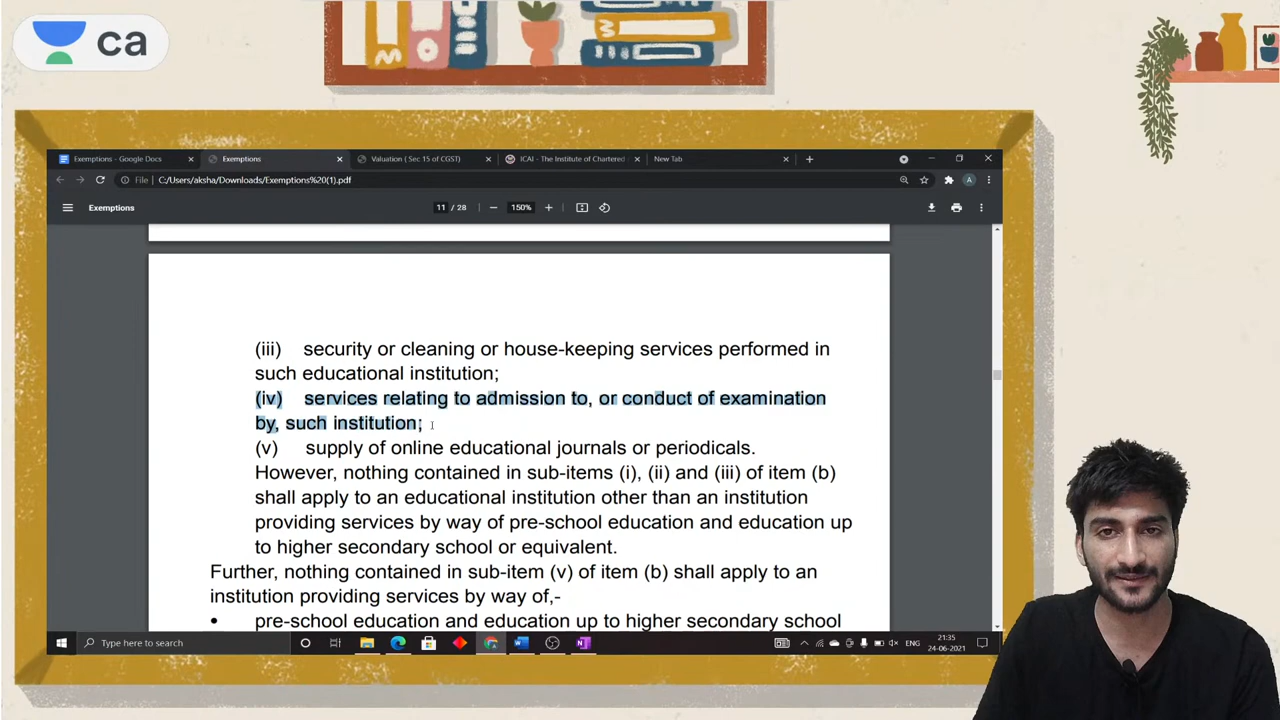 ca
Exemptions - Google Docs
Exemptions
Valuation ( Sec 15 of CGST)
ICAI - The Institute of Chartered
New Tab
File
C:/Users/aksha/Downloads/Exemptions%20(1).pdf
A
Exemptions
11 / 28
150%
(iii) security or cleaning or house-keeping services performed in
such educational institution;
(iv) services relating to admission to, or conduct of examination
by, such institution;
(v) supply of online educational journals or periodicals.
However, nothing contained in sub-items (i), (ii) and (iii) of item (b)
shall apply to an educational institution other than an institution
providing services by way of pre-school education and education up
to higher secondary school or equivalent.
Further, nothing contained in sub-item (v) of item (b) shall apply to an
institution providing services by way of,-
• pre-school education and education up to higher secondary school
Type here to search
ENG
21:35
24-06-2021